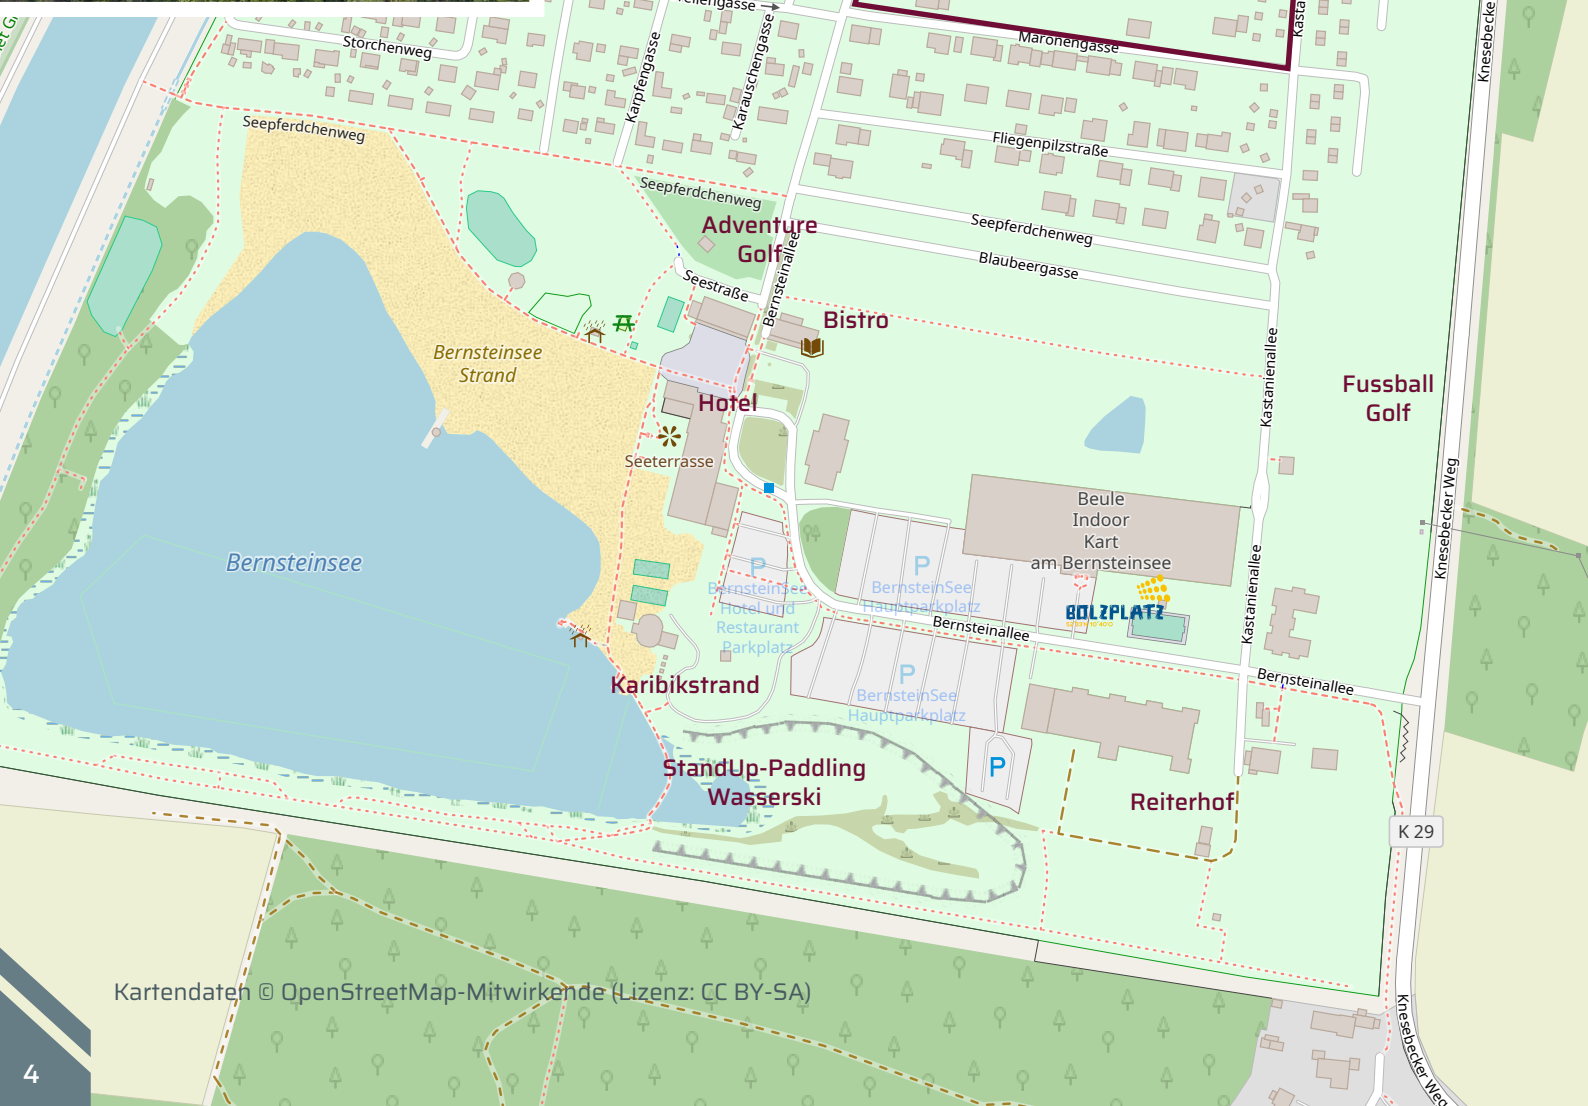 Storchenweg
Karpfengasse
Karauschengasse
Maronengasse
Knesebecke
Seepferdchenweg
Fliegenpilzstraße
Seepferdchenweg
Adventure
Golf
Seepferdchenweg
Blaubeergasse
Seestraße
Bernsteinallee
Bistro
Bernsteinsee
Strand
Kastanienallee
Fussball
Golf
Hotel
Seeterrasse
Knesebecker Weg
Beule
Indoor
Kart
am Bernsteinsee
Bernsteinsee
P
BernsteinSee
Hotel und
Restaurant
Parkplatz
P
BernsteinSee
Hauptparkplatz
BOLZPLATZ
Kastanienallee
Bernsteinallee
P
BernsteinSee
Hauptparkplatz
Karibikstrand
Bernsteinallee
StandUp-Paddling
Wasserski
P
Reiterhof
K 29
Kartendaten © OpenStreetMap-Mitwirkende (Lizenz: CC BY-SA)
Knesebecker Weg
4